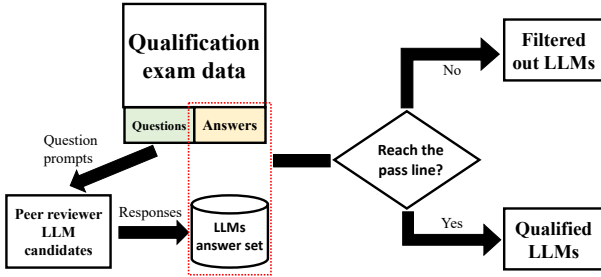 Qualification
exam data
Questions
Answers
Question
prompts
Peer reviewer
LLM
candidates
Responses
LLMs
answer set
Reach the
pass line?
No
Filtered
out LLMs
Yes
Qualified
LLMs